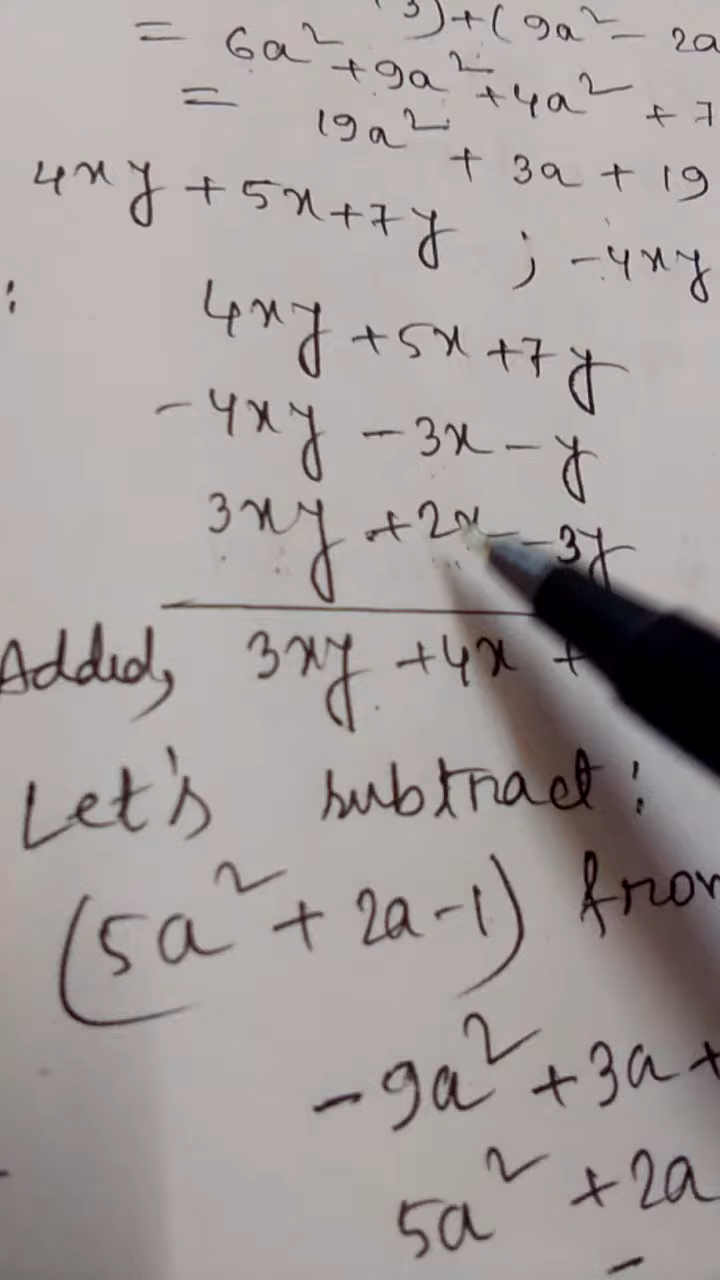 3)+(9a²- 2a
= 6a²+9a²+4a² + 7
= 19a² + 3a + 19
4xy +5x+7y ; -4xy
: 4xy +5x +7y
-4xy -3x -y
3xy +2x -3y
Added, 3xy +4x +
Let's subtract:
(5a²+ 2a-1) from
-9a²+3a+
5a² +2a
-